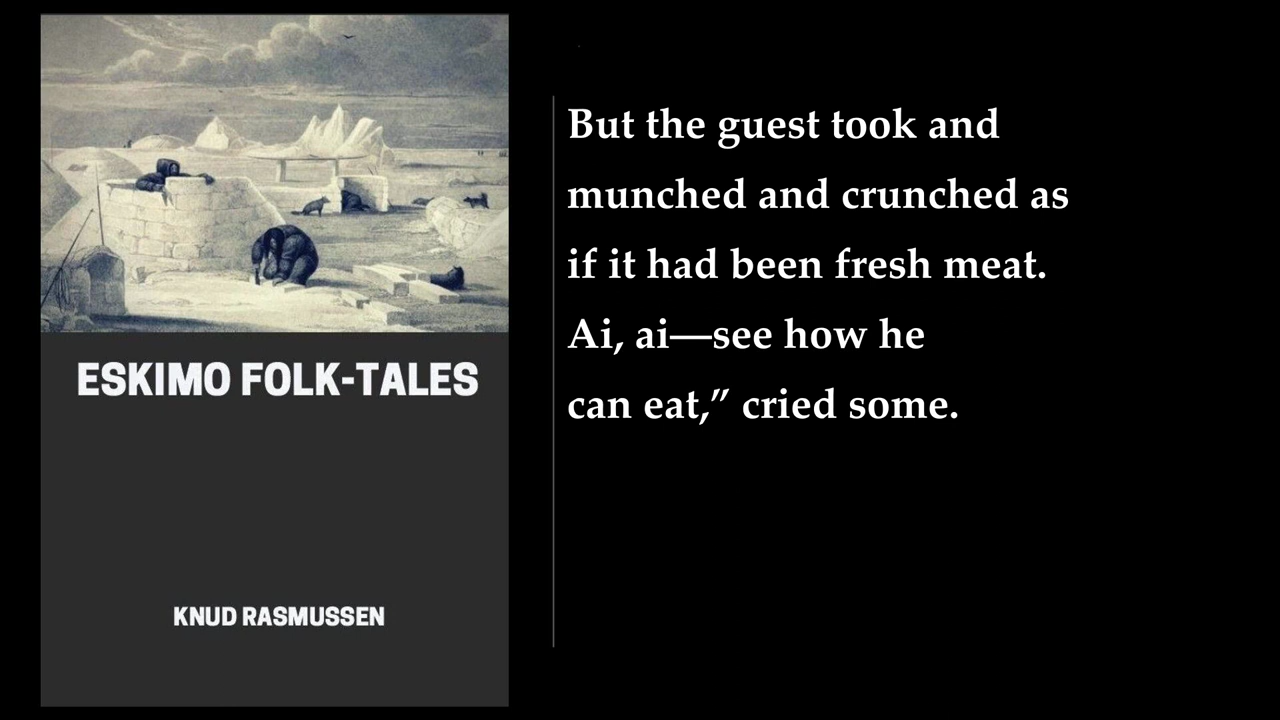 ESKIMO FOLK-TALES
KNUD RASMUSSEN
But the guest took and
munched and crunched as
if it had been fresh meat.
Ai, ai—see how he
can eat,” cried some.